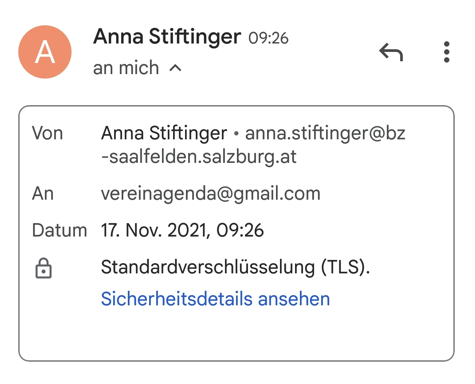 A
Anna Stiftinger 09:26
an mich
Von Anna Stiftinger • anna.stiftinger@bz
-saalfelden.salzburg.at
An vereinagenda@gmail.com
Datum 17. Nov. 2021, 09:26
Standardverschlüsselung (TLS).
Sicherheitsdetails ansehen